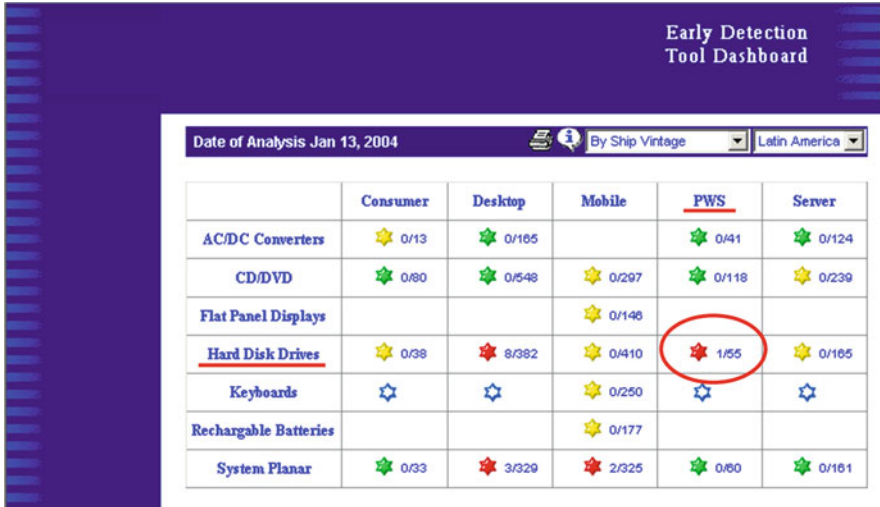 Early Detection
Tool Dashboard
Date of Analysis Jan 13, 2004 By Ship Vintage Latin America
Consumer Desktop Mobile PWS Server
AC/DC Converters 0/13 0/165 0/41 0/124
CD/DVD 0/80 0/548 0/297 0/118 0/239
Flat Panel Displays 0/146
Hard Disk Drives 0/38 8/382 0/410 1/55 0/165
Keyboards 0/250
Rechargable Batteries 0/177
System Planar 0/33 3/329 2/325 0/60 0/161